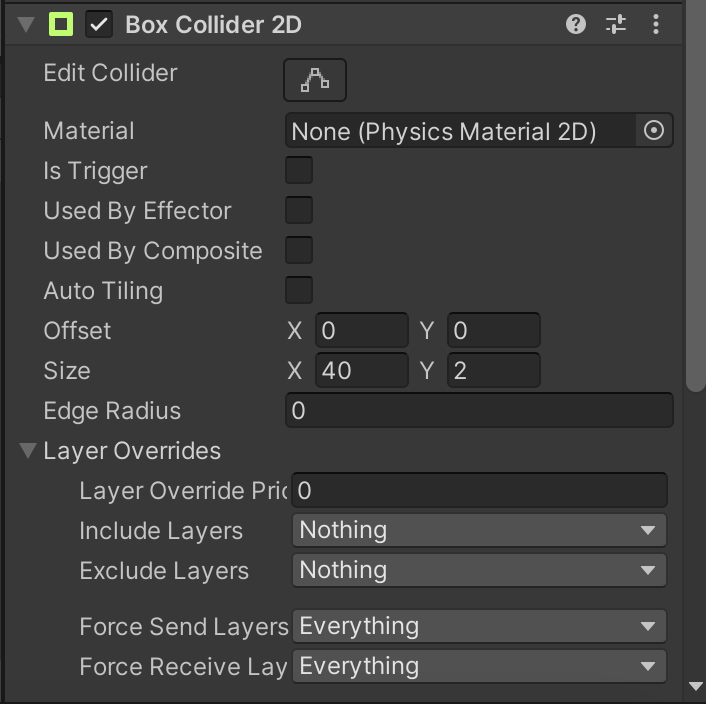 Box Collider 2D
Edit Collider
Material None (Physics Material 2D)
Is Trigger
Used By Effector
Used By Composite
Auto Tiling
Offset X 0 Y 0
Size X 40 Y 2
Edge Radius 0
Layer Overrides
Layer Override Pric 0
Include Layers Nothing
Exclude Layers Nothing
Force Send Layers Everything
Force Receive Lay Everything